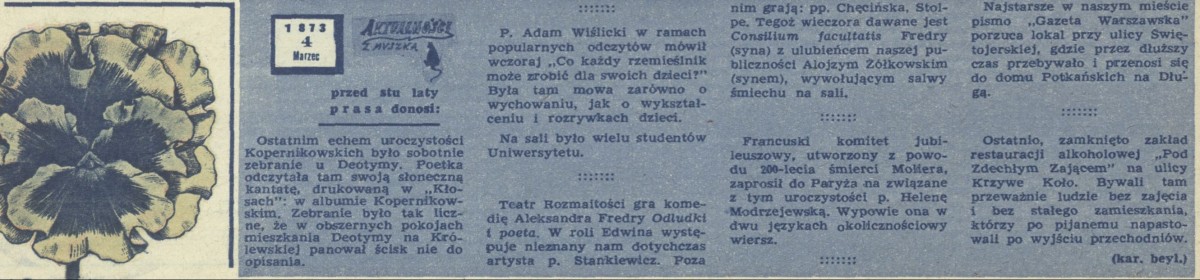 1873
4
Marzec
AKTUALNOŚCI
Z MYSZKĄ
przed stu laty
prasa donosi:
Ostatnim echem uroczystości
Kopernikowskich było sobotnie
zebranie u Deotymy. Poetka
odczytała tam swoją słoneczną
kantatę, drukowaną w „Kło-
sach”: w albumie Kopernikow-
skim. Zebranie było tak licz-
ne, że w obszernych pokojach
mieszkania Deotymy na Kró-
lewskiej panował ścisk nie do
opisania.
P. Adam Wiślicki w ramach
popularnych odczytów mówił
wczoraj „Co każdy rzemieślnik
może zrobić dla swoich dzieci?”
Była tam mowa zarówno o
wychowaniu, jak o wykształ-
ceniu i rozrywkach dzieci.
Na sali było wielu studentów
Uniwersytetu.
Teatr Rozmaitości gra kome-
dię Aleksandra Fredry Odludki
i poeta. W roli Edwina wystę-
puje nieznany nam dotychczas
artysta p. Stankiewicz. Poza
nim grają: pp. Chęcińska, Stol-
pe. Tegoż wieczora dawane jest
Consilium facultatis Fredry
(syna) z ulubieńcem naszej pu-
bliczności Alojzym Żółkowskim
(synem), wywołującym salwy
śmiechu na sali.
Francuski komitet jubi-
leuszowy, utworzony z powo-
du 200-lecia śmierci Moliera,
zaprosił do Paryża na związane
z tym uroczystości p. Helenę
Modrzejewską. Wypowie ona w
dwu językach okolicznościowy
wiersz.
Najstarsze w naszym mieście
pismo „Gazeta Warszawska”
porzuca lokal przy ulicy Święt-
tojerskiej, gdzie przez dłuższy
czas przebywało i przenosi się
do domu Potkańskich na Dłu-
gą.
Ostatnio, zamknięto zakład
restauracji alkoholowej „Pod
Zdechłym Zającem” na ulicy
Krzywe Koło. Bywali tam
przeważnie ludzie bez zajęcia
i bez stałego zamieszkania,
którzy po pijanemu napasto-
wali po wyjściu przechodniów.
(kar. beyl.)